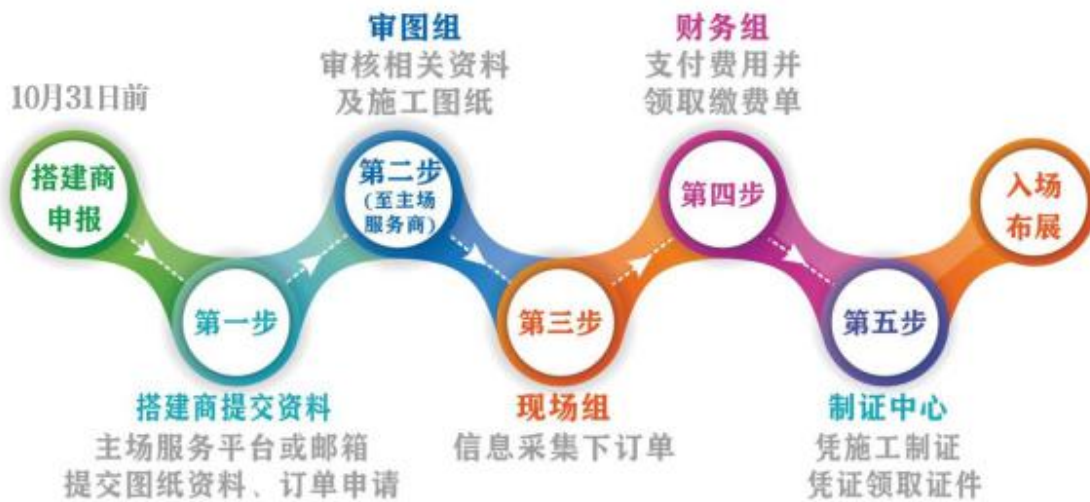 10月31日前
搭建商
申报
第一步
搭建商提交资料
主场服务平台或邮箱
提交图纸资料、订单申请
审图组
审核相关资料
及施工图纸
第二步
(至主场
服务商)
第三步
现场组
信息采集下订单
财务组
支付费用并
领取缴费单
第四步
第五步
制证中心
凭施工制证
凭证领取证件
入场
布展